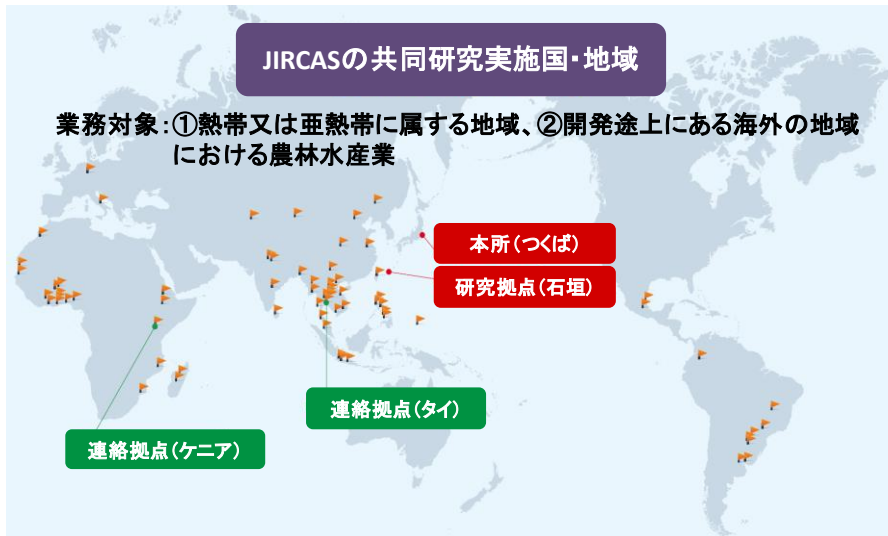 JIRCASの共同研究実施国・地域
業務対象：①熱帯又は亜熱帯に属する地域、②開発途上にある海外の地域
における農林水産業
本所（つくば）
研究拠点（石垣）
連絡拠点（タイ）
連絡拠点（ケニア）